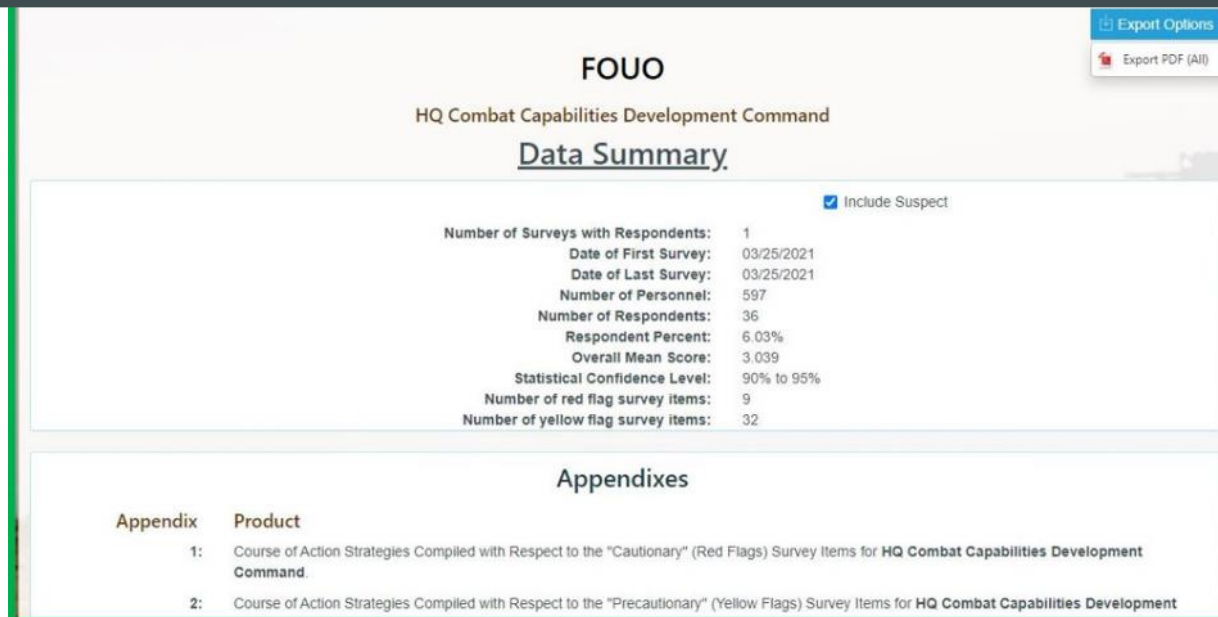 Export Options
Export PDF (All)
FOUO
HQ Combat Capabilities Development Command
Data Summary
Include Suspect
Number of Surveys with Respondents: 1
Date of First Survey: 03/25/2021
Date of Last Survey: 03/25/2021
Number of Personnel: 597
Number of Respondents: 36
Respondent Percent: 6.03%
Overall Mean Score: 3.039
Statistical Confidence Level: 90% to 95%
Number of red flag survey items: 9
Number of yellow flag survey items: 32
Appendixes
Appendix Product
1: Course of Action Strategies Compiled with Respect to the "Cautionary" (Red Flags) Survey Items for HQ Combat Capabilities Development
Command.
2: Course of Action Strategies Compiled with Respect to the "Precautionary" (Yellow Flags) Survey Items for HQ Combat Capabilities Development